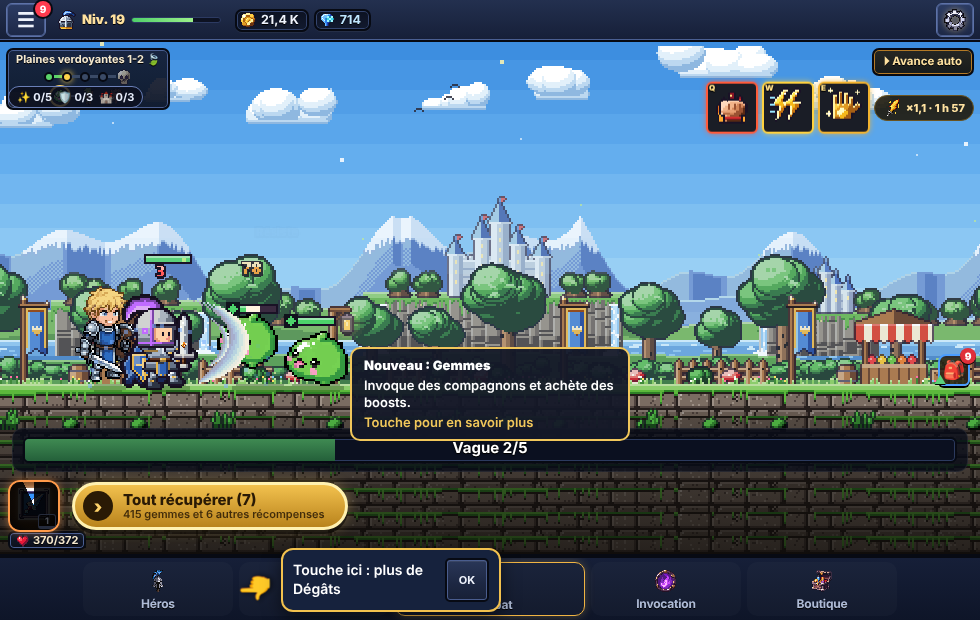 9
Niv. 19
21,4 K
714
Plaines verdoyantes 1-2
0/5 0/3 0/3
Avance auto
Q
W
E
×1,1 · 1 h 57
3
78
Nouveau : Gemmes
Invoque des compagnons et achète des
boosts.
Touche pour en savoir plus
9
Vague 2/5
Tout récupérer (7)
415 gemmes et 6 autres récompenses
1
370/372
Touche ici : plus de
Dégâts
OK
Héros
Invocation
Boutique